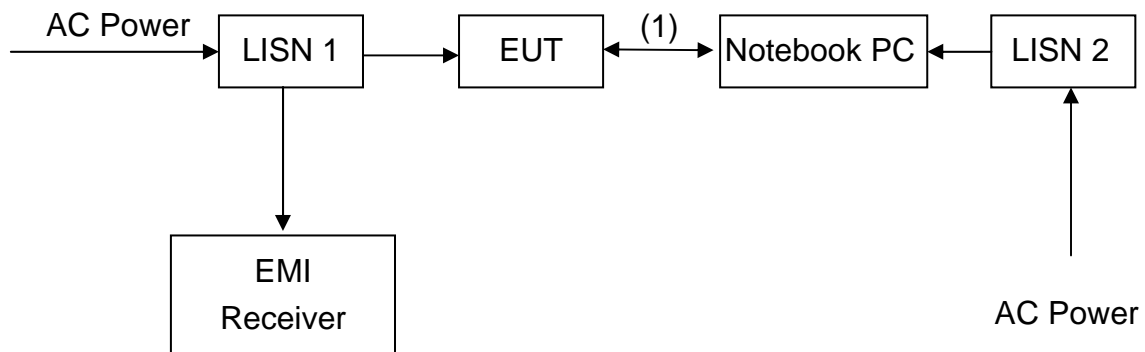 AC Power
LISN 1
EUT
(1)
Notebook PC
LISN 2
EMI
Receiver
AC Power